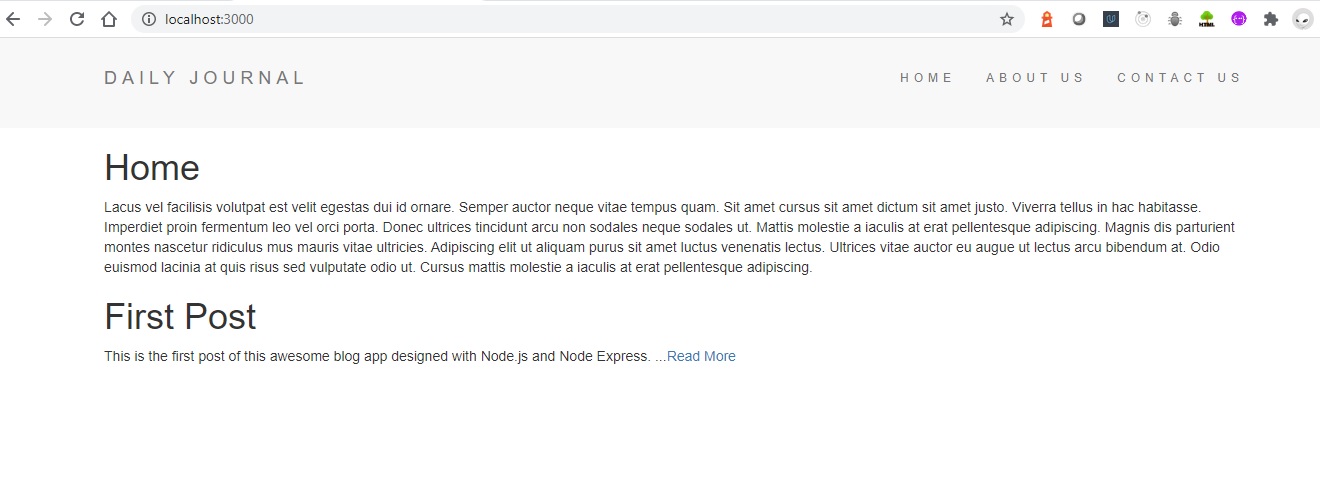 localhost:3000
DAILY JOURNAL
HOME ABOUT US CONTACT US
Home
Lacus vel facilisis volutpat est velit egestas dui id ornare. Semper auctor neque vitae tempus quam. Sit amet cursus sit amet dictum sit amet justo. Viverra tellus in hac habitasse.
Imperdiet proin fermentum leo vel orci porta. Donec ultrices tincidunt arcu non sodales neque sodales ut. Mattis molestie a iaculis at erat pellentesque adipiscing. Magnis dis parturient
montes nascetur ridiculus mus mauris vitae ultricies. Adipiscing elit ut aliquam purus sit amet luctus venenatis lectus. Ultrices vitae auctor eu augue ut lectus arcu bibendum at. Odio
euismod lacinia at quis risus sed vulputate odio ut. Cursus mattis molestie a iaculis at erat pellentesque adipiscing.
First Post
This is the first post of this awesome blog app designed with Node.js and Node Express. ...Read More